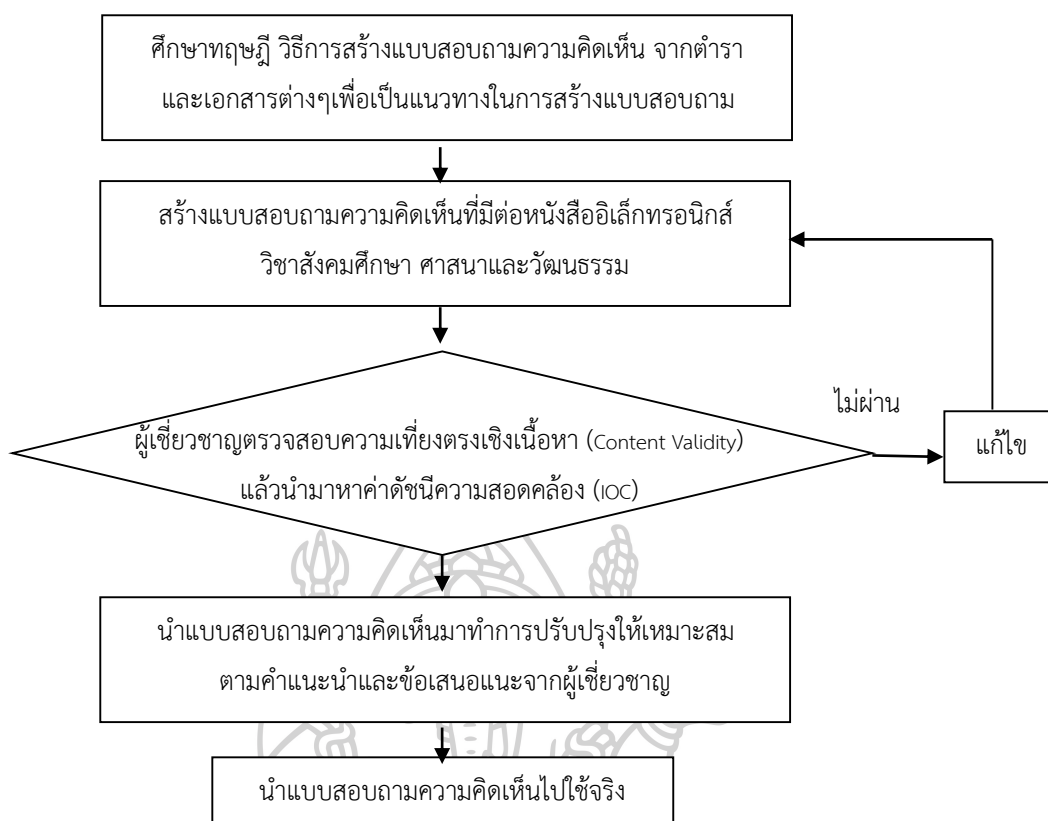 ศึกษาทฤษฎี วิธีการสร้างแบบสอบถามความคิดเห็น จากตำรา
และเอกสารต่างๆเพื่อเป็นแนวทางในการสร้างแบบสอบถาม
สร้างแบบสอบถามความคิดเห็นที่มีต่อหนังสืออิเล็กทรอนิกส์
วิชาสังคมศึกษา ศาสนาและวัฒนธรรม
ไม่ผ่าน
ผู้เชี่ยวชาญตรวจสอบความเที่ยงตรงเชิงเนื้อหา (Content Validity)
แล้วนำมาหาค่าดัชนีความสอดคล้อง (IOC)
แก้ไข
นำแบบสอบถามความคิดเห็นมาทำการปรับปรุงให้เหมาะสม
ตามคำแนะนำและข้อเสนอแนะจากผู้เชี่ยวชาญ
นำแบบสอบถามความคิดเห็นไปใช้จริง